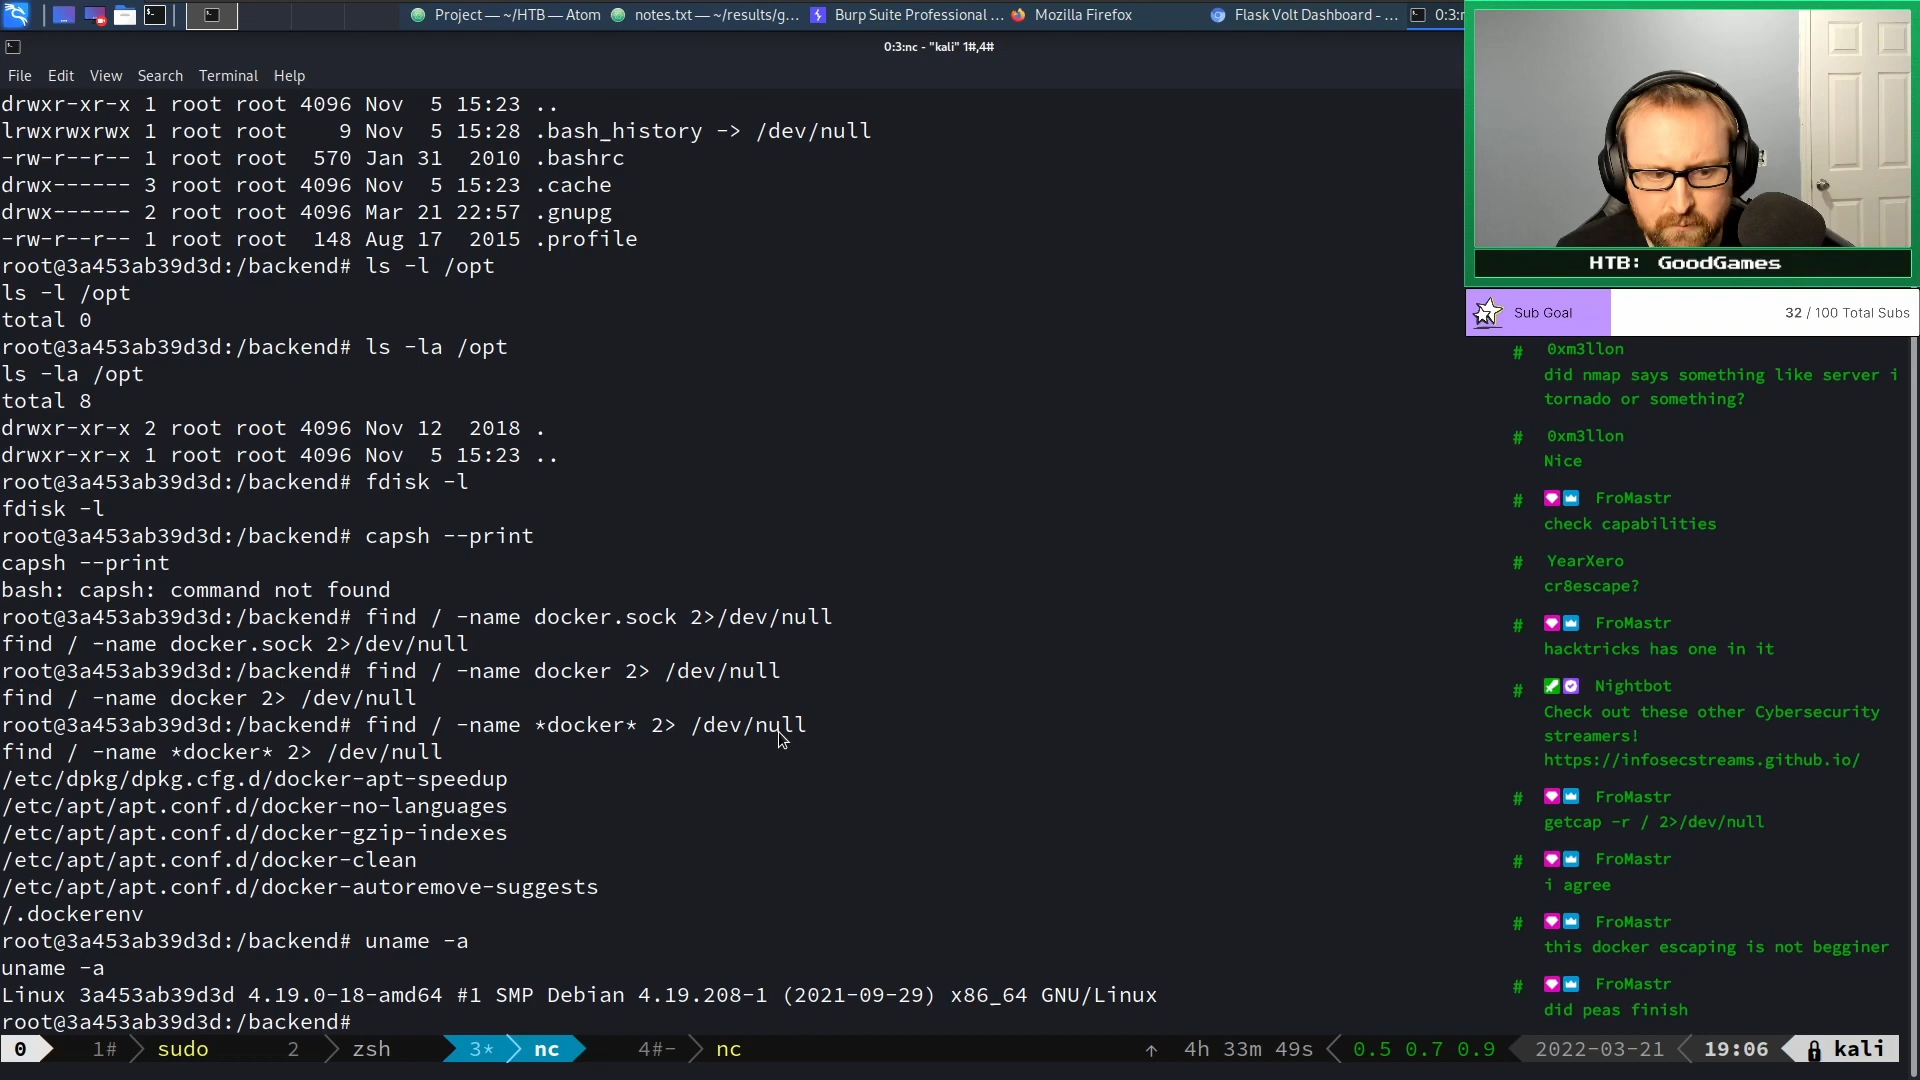 Project — ~/HTB — Atom
notes.txt — ~/results/g...
Burp Suite Professional ...
Mozilla Firefox
Flask Volt Dashboard - ...
0:3:n
0:3:nc - "kali" 1#,4#
File Edit View Search Terminal Help
drwxr-xr-x 1 root root 4096 Nov  5 15:23 ..
lrwxrwxrwx 1 root root    9 Nov  5 15:28 .bash_history -> /dev/null
-rw-r--r-- 1 root root  570 Jan 31  2010 .bashrc
drwx------ 3 root root 4096 Nov  5 15:23 .cache
drwx------ 2 root root 4096 Mar 21 22:57 .gnupg
-rw-r--r-- 1 root root  148 Aug 17  2015 .profile
root@3a453ab39d3d:/backend# ls -l /opt
ls -l /opt
total 0
root@3a453ab39d3d:/backend# ls -la /opt
ls -la /opt
total 8
drwxr-xr-x 2 root root 4096 Nov 12  2018 .
drwxr-xr-x 1 root root 4096 Nov  5 15:23 ..
root@3a453ab39d3d:/backend# fdisk -l
fdisk -l
root@3a453ab39d3d:/backend# capsh --print
capsh --print
bash: capsh: command not found
root@3a453ab39d3d:/backend# find / -name docker.sock 2>/dev/null
find / -name docker.sock 2>/dev/null
root@3a453ab39d3d:/backend# find / -name docker 2> /dev/null
find / -name docker 2> /dev/null
root@3a453ab39d3d:/backend# find / -name *docker* 2> /dev/null
find / -name *docker* 2> /dev/null
/etc/dpkg/dpkg.cfg.d/docker-apt-speedup
/etc/apt/apt.conf.d/docker-no-languages
/etc/apt/apt.conf.d/docker-gzip-indexes
/etc/apt/apt.conf.d/docker-clean
/etc/apt/apt.conf.d/docker-autoremove-suggests
/.dockerenv
root@3a453ab39d3d:/backend# uname -a
uname -a
Linux 3a453ab39d3d 4.19.0-18-amd64 #1 SMP Debian 4.19.208-1 (2021-09-29) x86_64 GNU/Linux
root@3a453ab39d3d:/backend#
0 1# sudo 2 zsh 3* nc 4#- nc ↑ 4h 33m 49s 0.5 0.7 0.9 2022-03-21 19:06 kali
HTB: GoodGames
Sub Goal 32 / 100 Total Subs
# 0xm3llon
did nmap says something like server i
tornado or something?
# 0xm3llon
Nice
# FroMastr
check capabilities
# YearXero
cr8escape?
# FroMastr
hacktricks has one in it
# Nightbot
Check out these other Cybersecurity
streamers!
https://infosecstreams.github.io/
# FroMastr
getcap -r / 2>/dev/null
# FroMastr
i agree
# FroMastr
this docker escaping is not begginer
# FroMastr
did peas finish